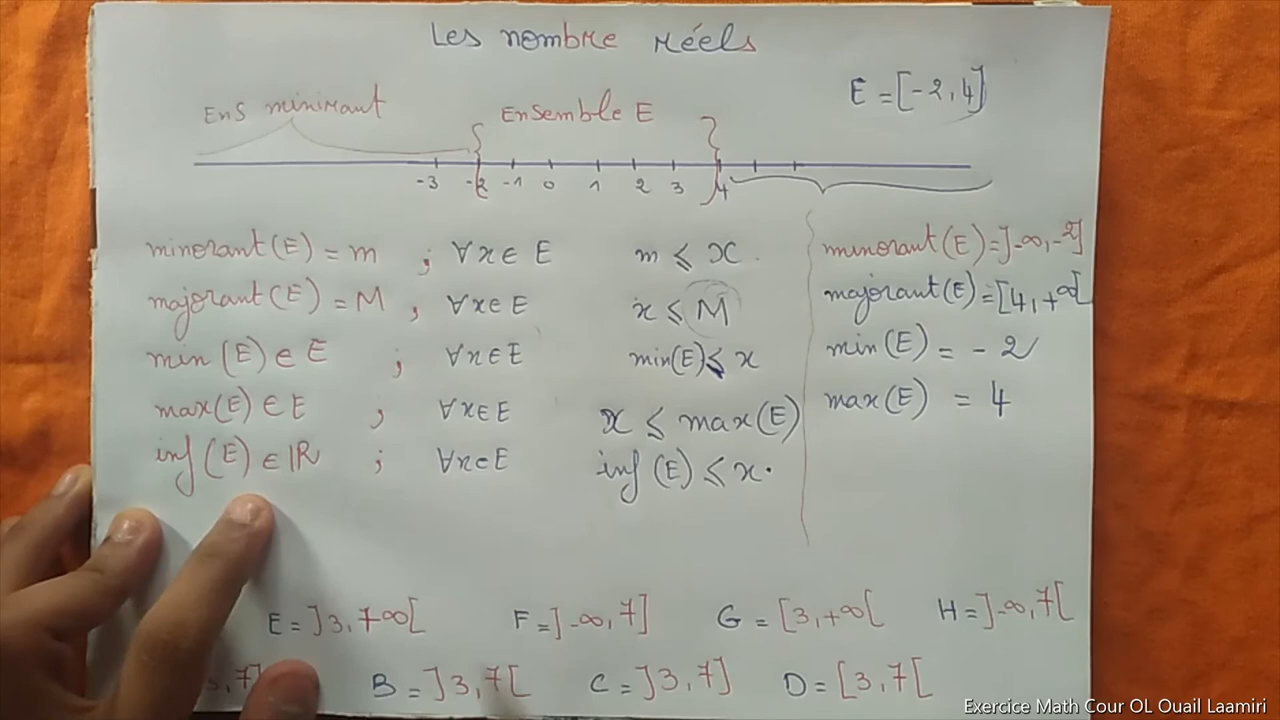 Les nombre réels
E = [-2, 4]
Ens minirant
Ensemble E
-3 -2 -1 0 1 2 3 4
minorant(E) = m ; ∀x∈E m ⩽ x.
majorant(E) = M , ∀x∈E x ⩽ M
min(E) ∈ E ; ∀x∈E min(E) ⩽ x
max(E) ∈ E , ∀x∈E x ⩽ max(E)
inf(E) ∈ ℝ ; ∀x∈E inf(E) ⩽ x.
minorant(E) = ]-∞, -2]
majorant(E) = [4, +∞[
min(E) = -2
max(E) = 4
E = ]3, +∞[ F = ]-∞, 7] G = [3, +∞[ H = ]-∞, 7[
3, 7] B = ]3, 7[ C = ]3, 7] D = [3, 7[
Exercice Math Cour OL Ouail Laamiri